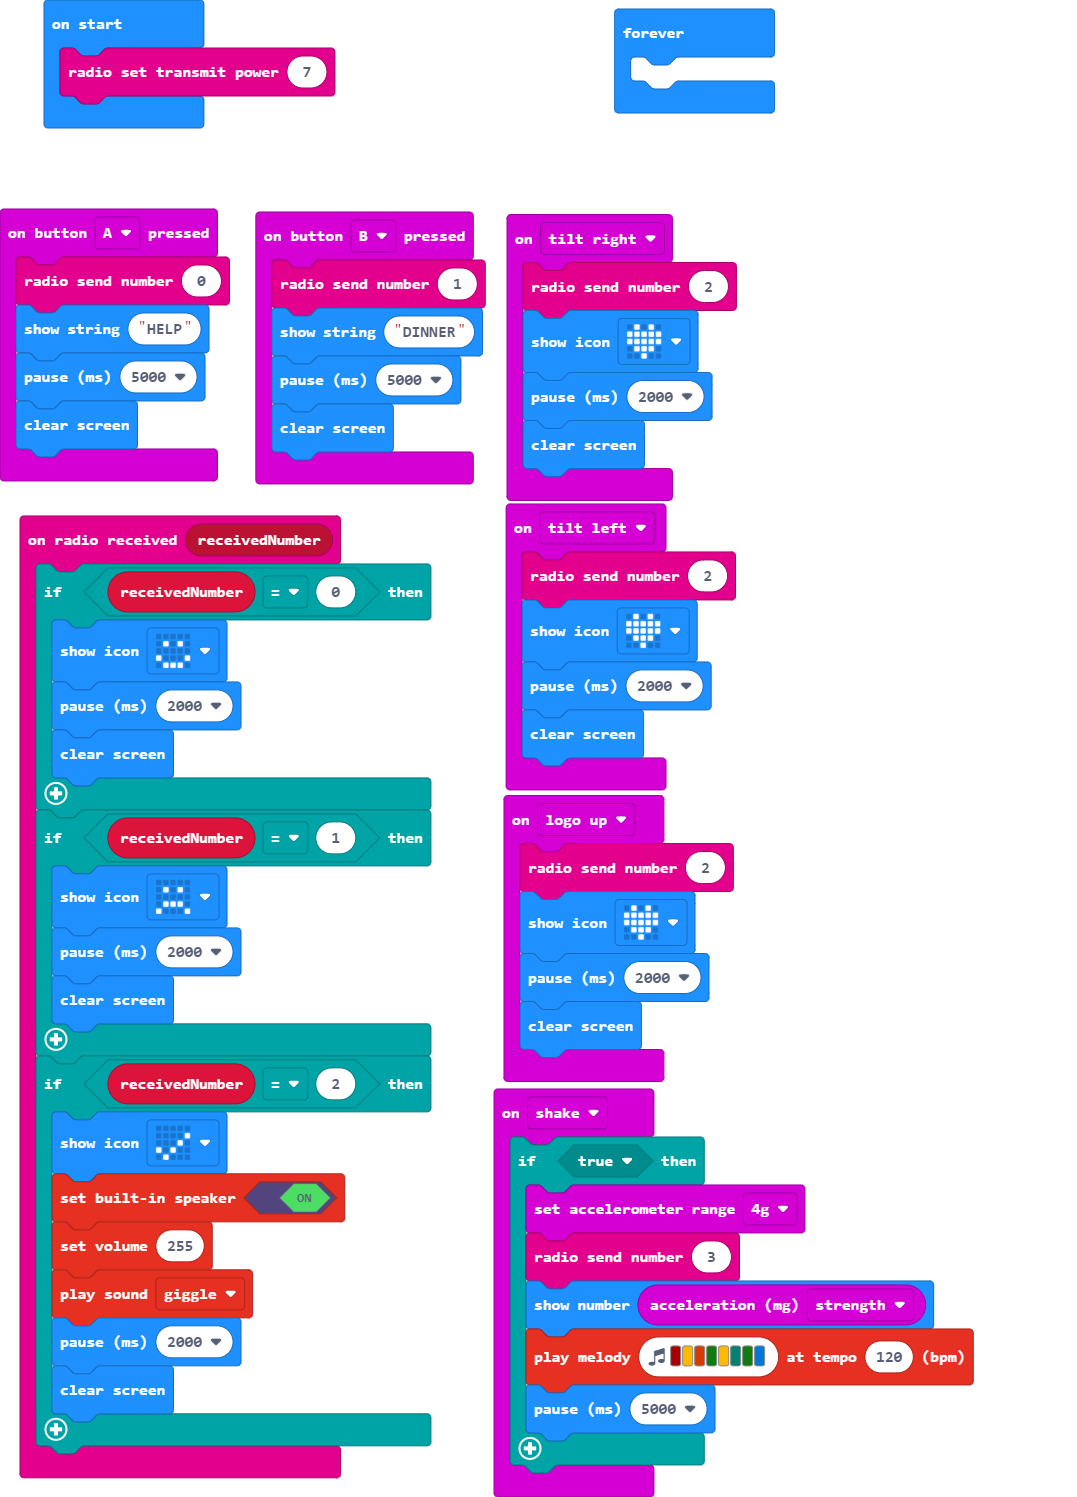 on start
radio set transmit power 7
forever
on button A pressed
radio send number 0
show string "HELP"
pause (ms) 5000
clear screen
on button B pressed
radio send number 1
show string "DINNER"
pause (ms) 5000
clear screen
on tilt right
radio send number 2
show icon
pause (ms) 2000
clear screen
on radio received receivedNumber
if receivedNumber = 0 then
show icon
pause (ms) 2000
clear screen
if receivedNumber = 1 then
show icon
pause (ms) 2000
clear screen
if receivedNumber = 2 then
show icon
set built-in speaker ON
set volume 255
play sound giggle
pause (ms) 2000
clear screen
on tilt left
radio send number 2
show icon
pause (ms) 2000
clear screen
on logo up
radio send number 2
show icon
pause (ms) 2000
clear screen
on shake
if true then
set accelerometer range 4g
radio send number 3
show number acceleration (mg) strength
play melody at tempo 120 (bpm)
pause (ms) 5000